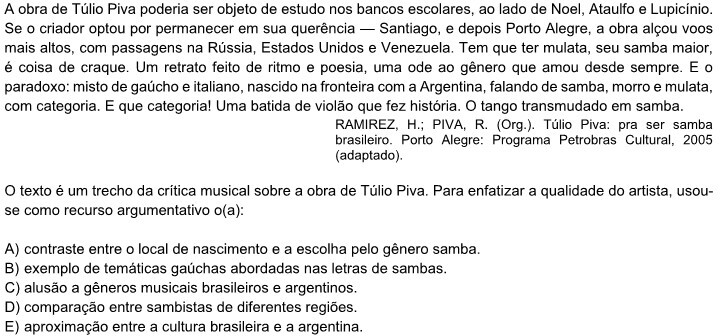 A obra de Túlio Piva poderia ser objeto de estudo nos bancos escolares, ao lado de Noel, Ataulfo e Lupicínio.
Se o criador optou por permanecer em sua querência — Santiago, e depois Porto Alegre, a obra alçou voos
mais altos, com passagens na Rússia, Estados Unidos e Venezuela. Tem que ter mulata, seu samba maior,
é coisa de craque. Um retrato feito de ritmo e poesia, uma ode ao gênero que amou desde sempre. E o
paradoxo: misto de gaúcho e italiano, nascido na fronteira com a Argentina, falando de samba, morro e mulata,
com categoria. E que categoria! Uma batida de violão que fez história. O tango transmudado em samba.
RAMIREZ, H.; PIVA, R. (Org.). Túlio Piva: pra ser samba
brasileiro. Porto Alegre: Programa Petrobras Cultural, 2005
(adaptado).
O texto é um trecho da crítica musical sobre a obra de Túlio Piva. Para enfatizar a qualidade do artista, usou-
se como recurso argumentativo o(a):
A) contraste entre o local de nascimento e a escolha pelo gênero samba.
B) exemplo de temáticas gaúchas abordadas nas letras de sambas.
C) alusão a gêneros musicais brasileiros e argentinos.
D) comparação entre sambistas de diferentes regiões.
E) aproximação entre a cultura brasileira e a argentina.